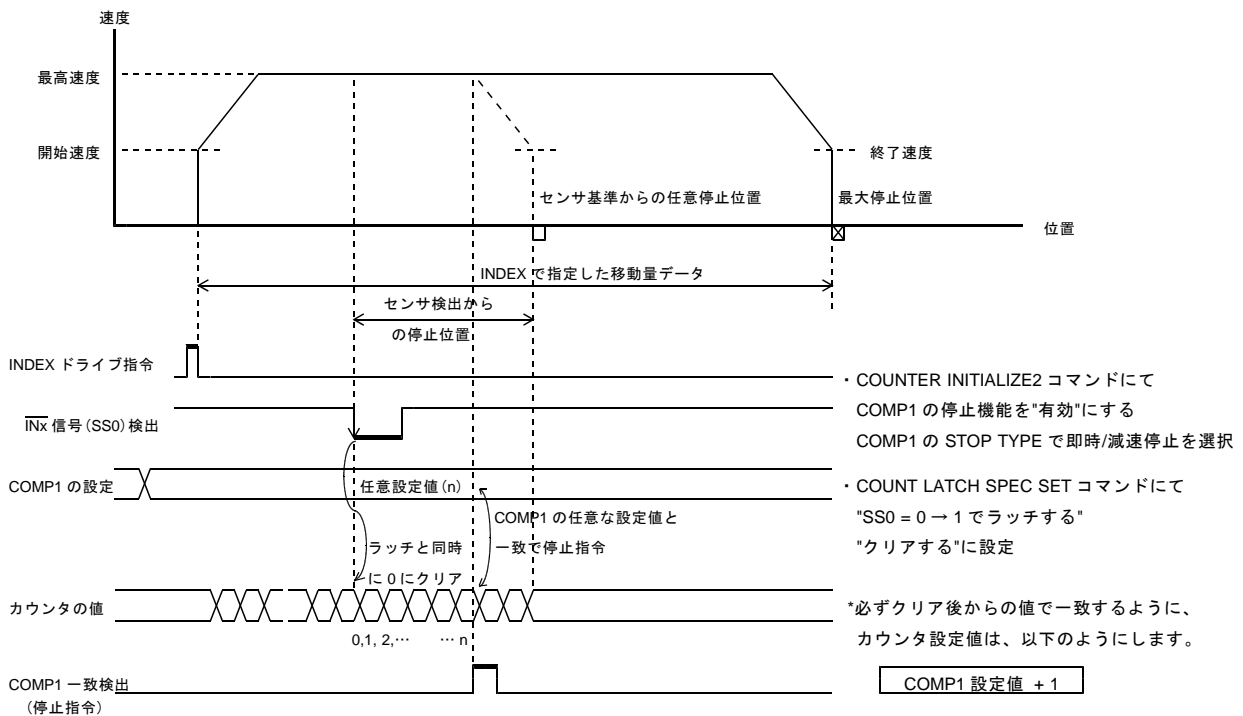 速度
最高速度
開始速度
終了速度
センサ基準からの任意停止位置
最大停止位置
位置
INDEX で指定した移動量データ
センサ検出から
の停止位置
INDEX ドライブ指令
・COUNTER INITIALIZE2 コマンドにて
COMP1 の停止機能を"有効"にする
COMP1 の STOP TYPE で即時/減速停止を選択
INx 信号(SS0)検出
COMP1 の設定
任意設定値(n)
・COUNT LATCH SPEC SET コマンドにて
"SS0 = 0 → 1 でラッチする"
"クリアする"に設定
COMP1 の任意な設定値と
一致で停止指令
ラッチと同時
に 0 にクリア
カウンタの値
0,1, 2,… … n
*必ずクリア後からの値で一致するように、
カウンタ設定値は、以下のようにします。
COMP1 設定値 + 1
COMP1 一致検出
(停止指令)